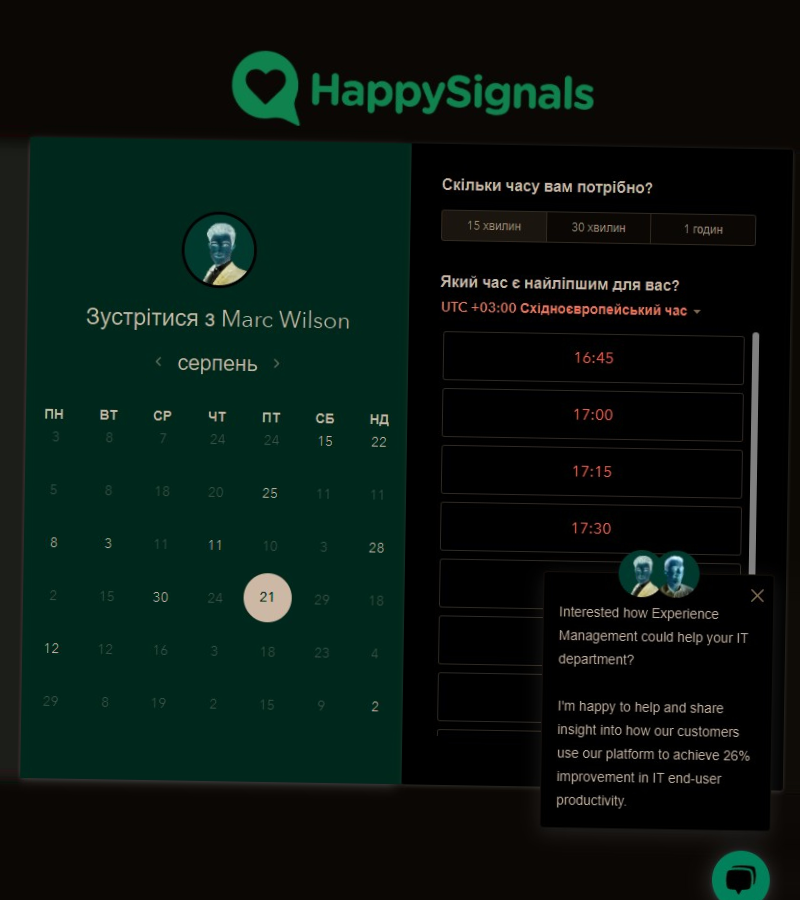 HappySignals
Зустрітися з Marc Wilson
серпень
ПН ВТ СР ЧТ ПТ СБ НД
3 8 7 24 24 15 22
5 8 18 20 25 11 11
8 3 11 11 10 3 28
2 15 30 24 21 29 18
12 12 16 3 18 23 4
29 8 19 2 15 9 2
Скільки часу вам потрібно?
15 хвилин 30 хвилин 1 годин
Який час є найліпшим для вас?
UTC +03:00 Східноєвропейський час
16:45
17:00
17:15
17:30
Interested how Experience
Management could help your IT
department?
I'm happy to help and share
insight into how our customers
use our platform to achieve 26%
improvement in IT end-user
productivity.